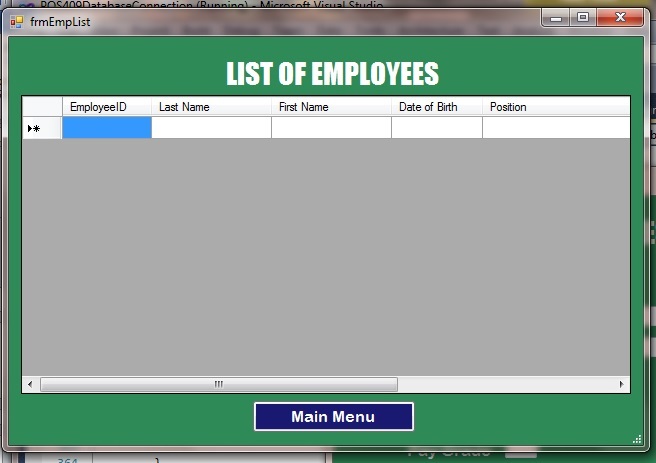 POS409DatabaseConnection (Running) - Microsoft Visual Studio
frmEmpList
LIST OF EMPLOYEES
EmployeeID Last Name First Name Date of Birth Position
Main Menu
364 }
Pay Grade